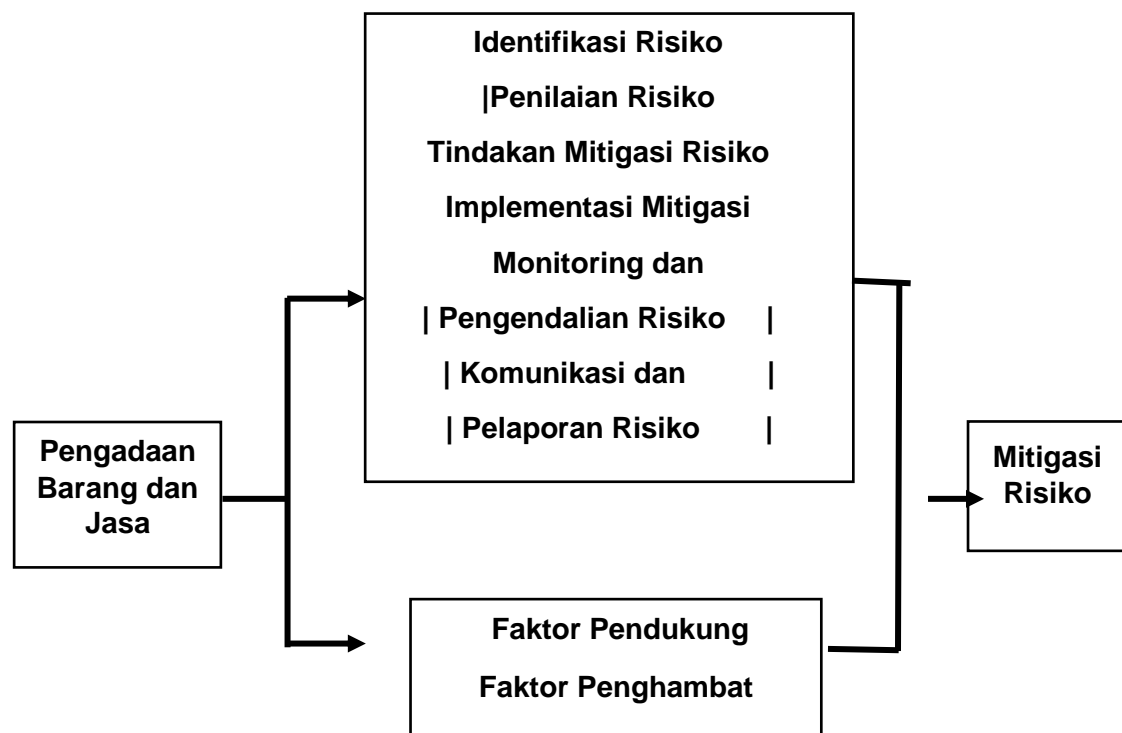 Identifikasi Risiko
|Penilaian Risiko
Tindakan Mitigasi Risiko
Implementasi Mitigasi
Monitoring dan
| Pengendalian Risiko |
| Komunikasi dan |
| Pelaporan Risiko |
Pengadaan
Barang dan
Jasa
Mitigasi
Risiko
Faktor Pendukung
Faktor Penghambat